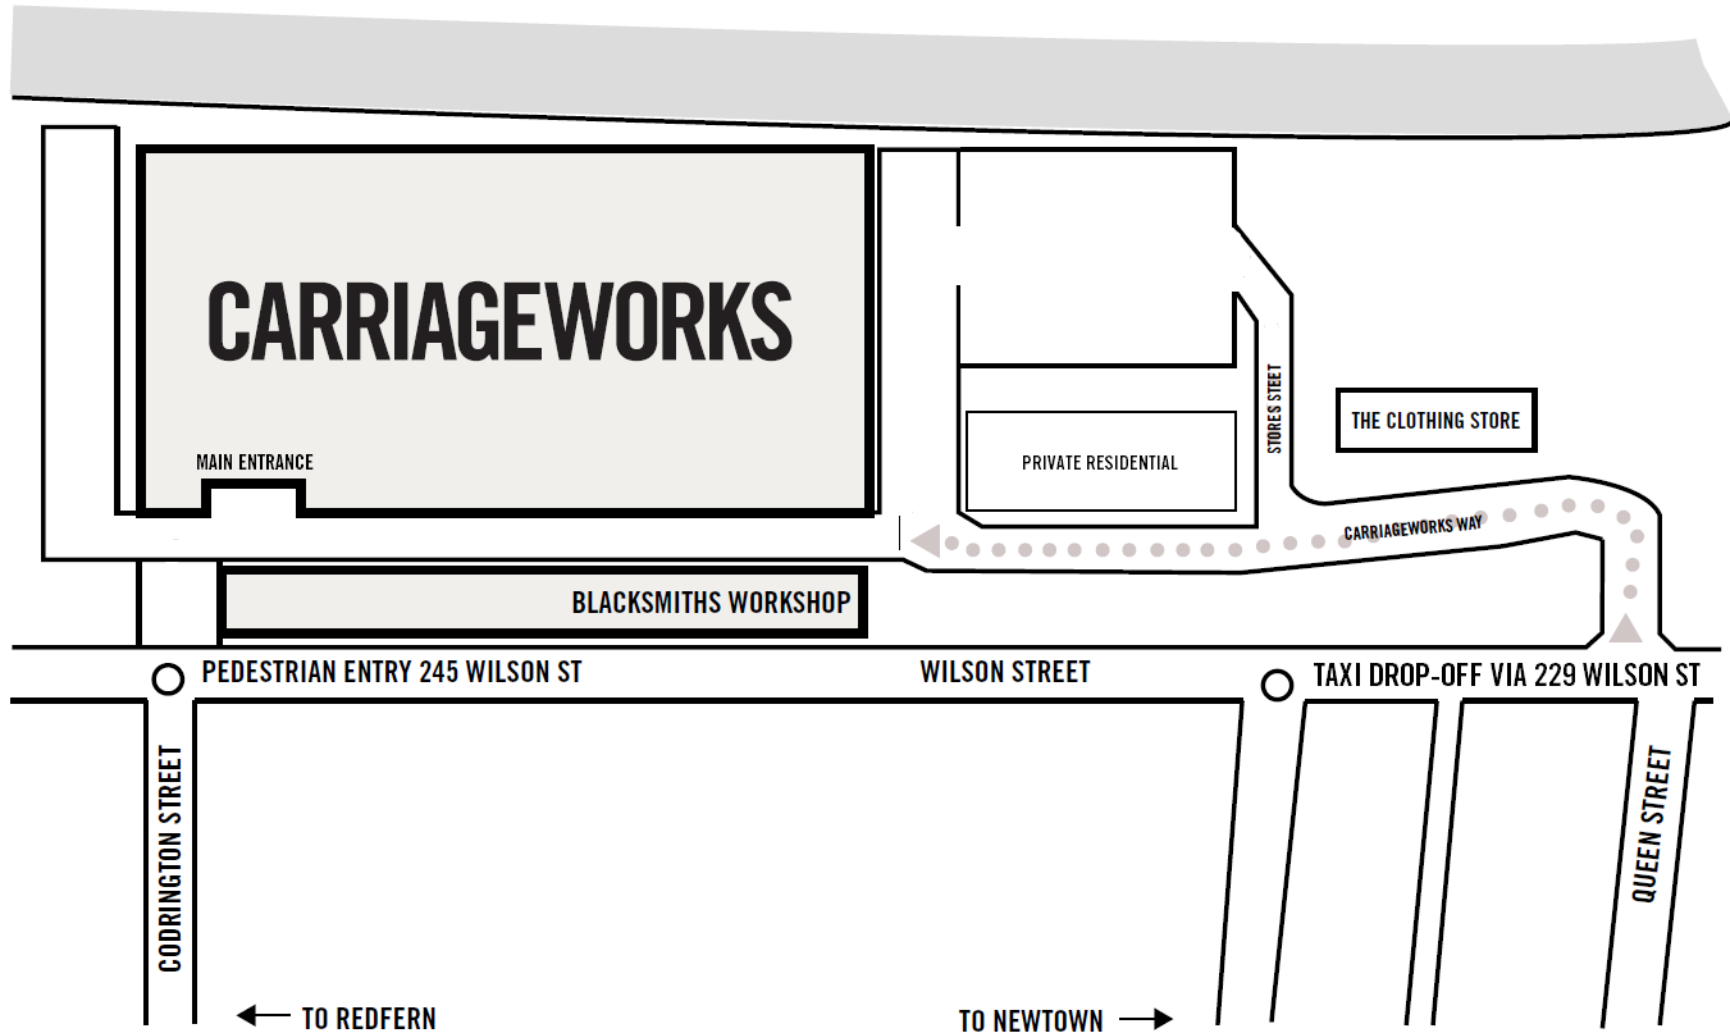 CARRIAGEWORKS
MAIN ENTRANCE
STORES STEET
THE CLOTHING STORE
PRIVATE RESIDENTIAL
CARRIAGEWORKS WAY
BLACKSMITHS WORKSHOP
PEDESTRIAN ENTRY 245 WILSON ST
WILSON STREET
TAXI DROP-OFF VIA 229 WILSON ST
CODRINGTON STREET
QUEEN STREET
TO REDFERN
TO NEWTOWN